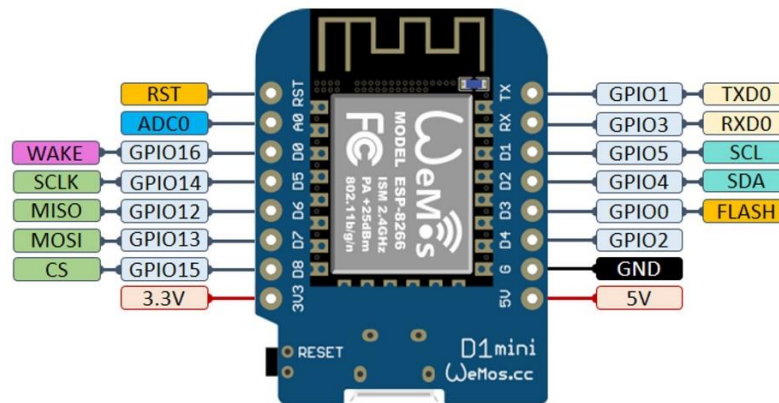 RST RST TX GPIO1 TXD0
ADC0 A0 RX GPIO3 RXD0
WAKE GPIO16 D0 D1 GPIO5 SCL
SCLK GPIO14 D5 D2 GPIO4 SDA
MISO GPIO12 D6 D3 GPIO0 FLASH
MOSI GPIO13 D7 D4 GPIO2
CS GPIO15 D8 G GND
3.3V 3V3 5V 5V
WeMos
MODEL ESP-8266
FC
ISM 2.4GHz
PA +25dBm
802.11b/g/n
RESET
D1mini
WeMos.cc